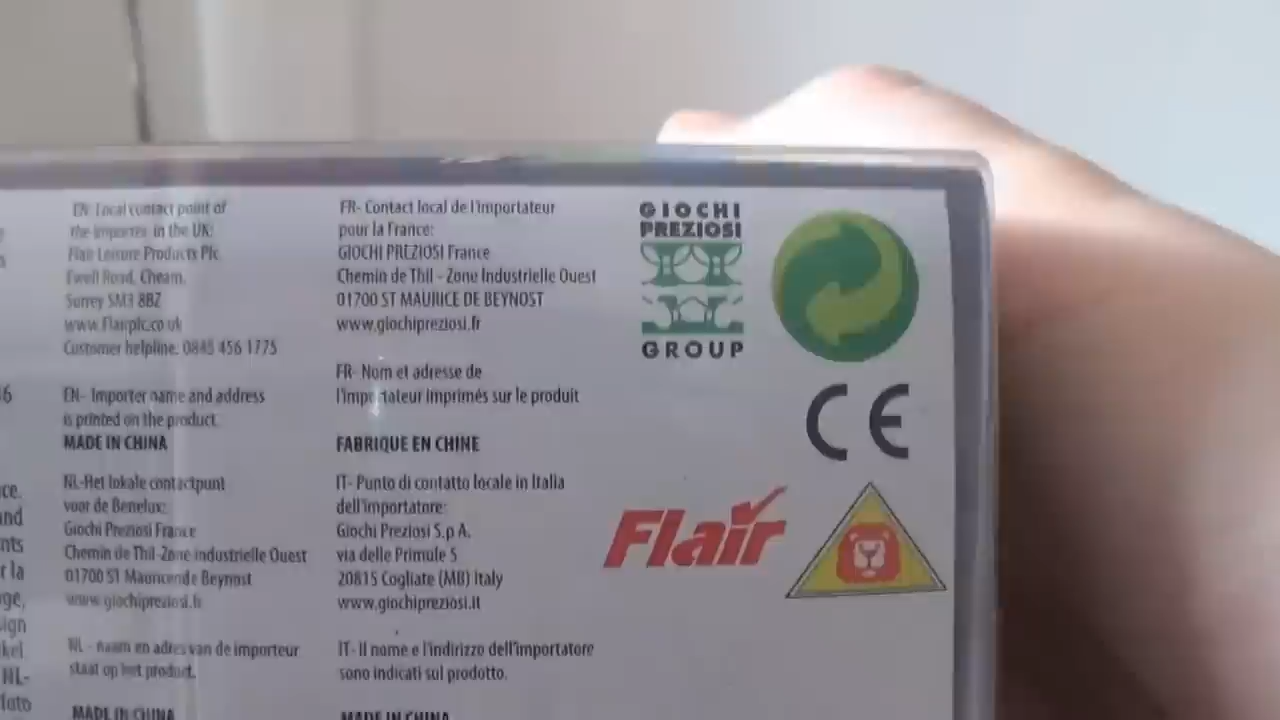 EN- Local contact point of
the importer in the UK:
Flair Leisure Products Plc.
Ewell Road, Cheam,
Surrey SM3 8BZ
www.Flairplc.co.uk
Customer helpline: 0845 456 1775
EN- Importer name and address
is printed on the product.
MADE IN CHINA
NL-Het lokale contactpunt
voor de Benelux:
Giochi Preziosi France
Chemin de Thil-Zone industrielle Ouest
01700 ST Maurice de Beynost
www.giochipreziosi.fr
NL - naam en adres van de importeur
staat op het product.
MADE IN CHINA
FR- Contact local de l'importateur
pour la France:
GIOCHI PREZIOSI France
Chemin de Thil - Zone Industrielle Ouest
01700 ST MAURICE DE BEYNOST
www.giochipreziosi.fr
FR- Nom et adresse de
l'importateur imprimés sur le produit
FABRIQUE EN CHINE
IT- Punto di contatto locale in Italia
dell'importatore:
Giochi Preziosi S.p A.
via delle Primule 5
20815 Cogliate (MB) Italy
www.giochipreziosi.it
IT- Il nome e l'indirizzo dell'importatore
sono indicati sul prodotto.
MADE IN CHINA
GIOCHI
PREZIOSI
GROUP
CE
Flair